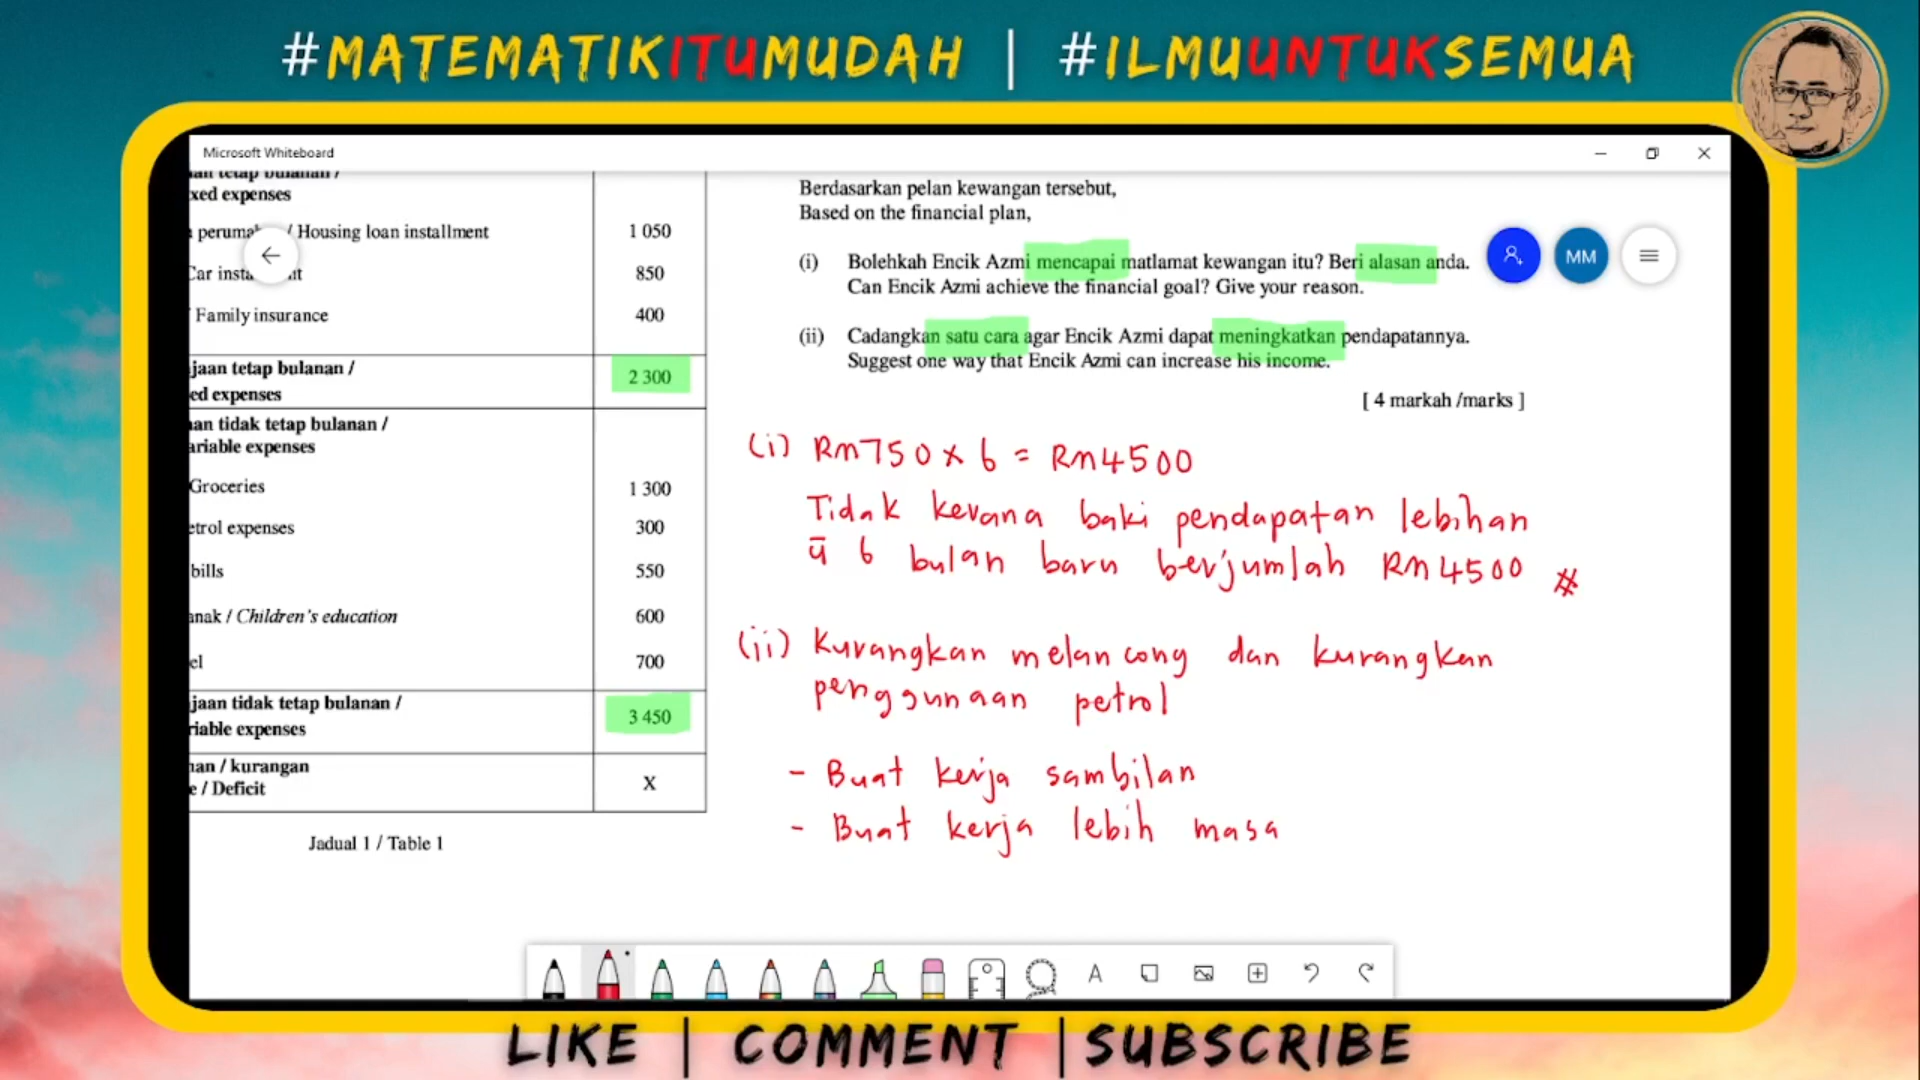 #MATEMATIKITUMUDAH | #ILMUUNTUKSEMUA
Microsoft Whiteboard
xed expenses
/ Housing loan installment
1 050
850
Family insurance
400
jaan tetap bulanan /
2 300
ed expenses
an tidak tetap bulanan /
ariable expenses
Groceries
1 300
etrol expenses
300
bills
550
anak / Children's education
600
el
700
jaan tidak tetap bulanan /
3 450
riable expenses
an / kurangan
X
e / Deficit
Jadual 1 / Table 1
Berdasarkan pelan kewangan tersebut,
Based on the financial plan,
(i) Bolehkah Encik Azmi mencapai matlamat kewangan itu? Beri alasan anda.
Can Encik Azmi achieve the financial goal? Give your reason.
(ii) Cadangkan satu cara agar Encik Azmi dapat meningkatkan pendapatannya.
Suggest one way that Encik Azmi can increase his income.
[ 4 markah /marks ]
MM
(i) RM750 x 6 = RM4500
Tidak kerana baki pendapatan lebihan
ū 6 bulan baru berjumlah RM4500 #
(ii) Kurangkan melancong dan kurangkan
penggunaan petrol
- Buat kerja sambilan
- Buat kerja lebih masa
LIKE | COMMENT |SUBSCRIBE